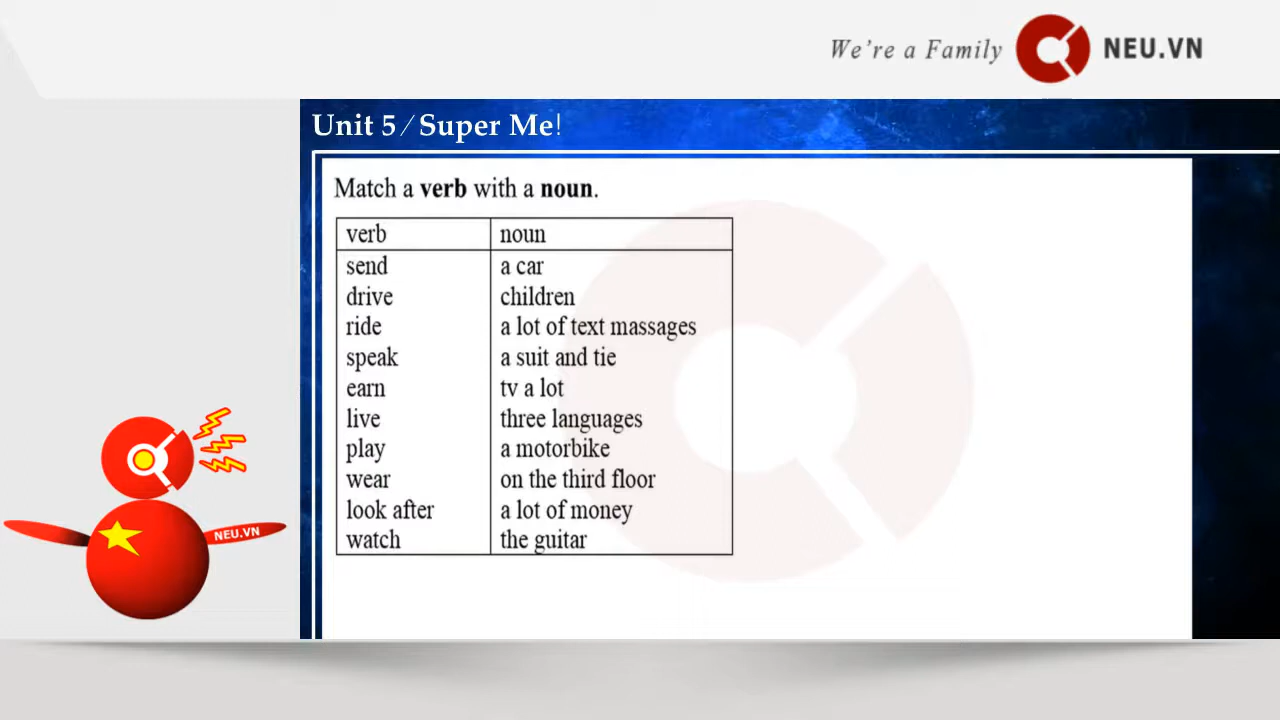 We're a Family NEU.VN
Unit 5 / Super Me!
Match a verb with a noun.
verb noun
send a car
drive children
ride a lot of text massages
speak a suit and tie
earn tv a lot
live three languages
play a motorbike
wear on the third floor
look after a lot of money
watch the guitar
NEU.VN